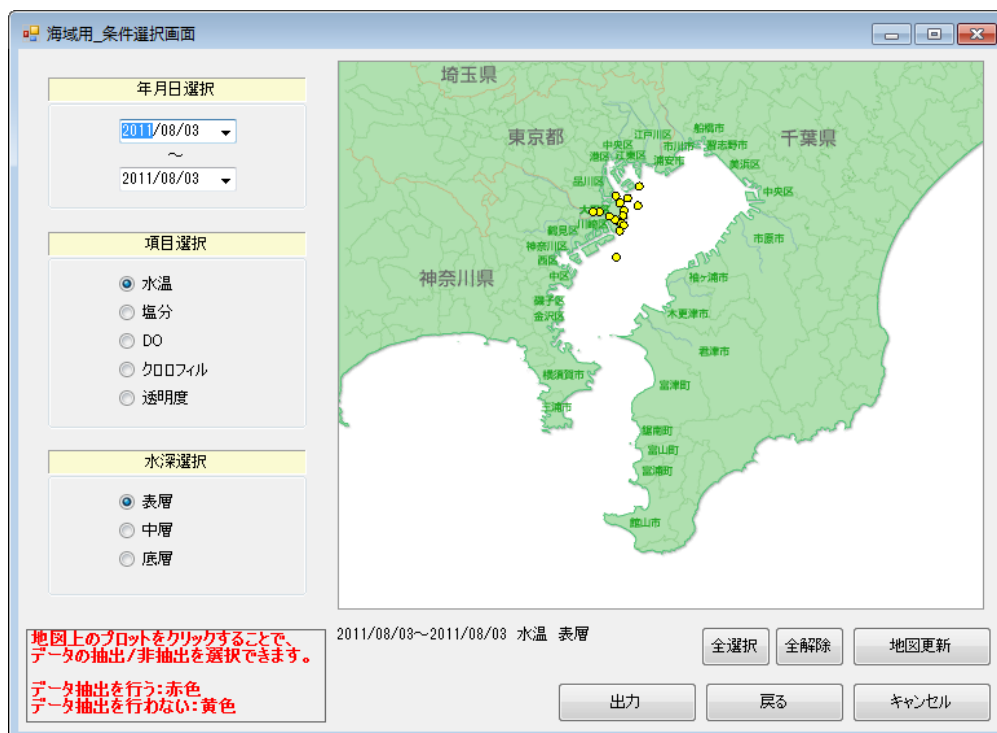 海域用_条件選択画面
年月日選択
2011/08/03
~
2011/08/03
項目選択
水温
塩分
DO
クロロフィル
透明度
水深選択
表層
中層
底層
地図上のプロットをクリックすることで、
データの抽出/非抽出を選択できます。
データ抽出を行う:赤色
データ抽出を行わない:黄色
埼玉県
東京都
千葉県
神奈川県
江戸川区
船橋市
中央区
市川市
習志野市
港区
江東区
浦安市
美浜区
品川区
中央区
川崎区
鶴見区
市原市
神奈川区
西区
中区
袖ヶ浦市
磯子区
金沢区
木更津市
君津市
横須賀市
富津町
三浦市
鋸南町
富山町
富浦町
館山市
2011/08/03~2011/08/03 水温 表層
全選択
全解除
地図更新
出力
戻る
キャンセル